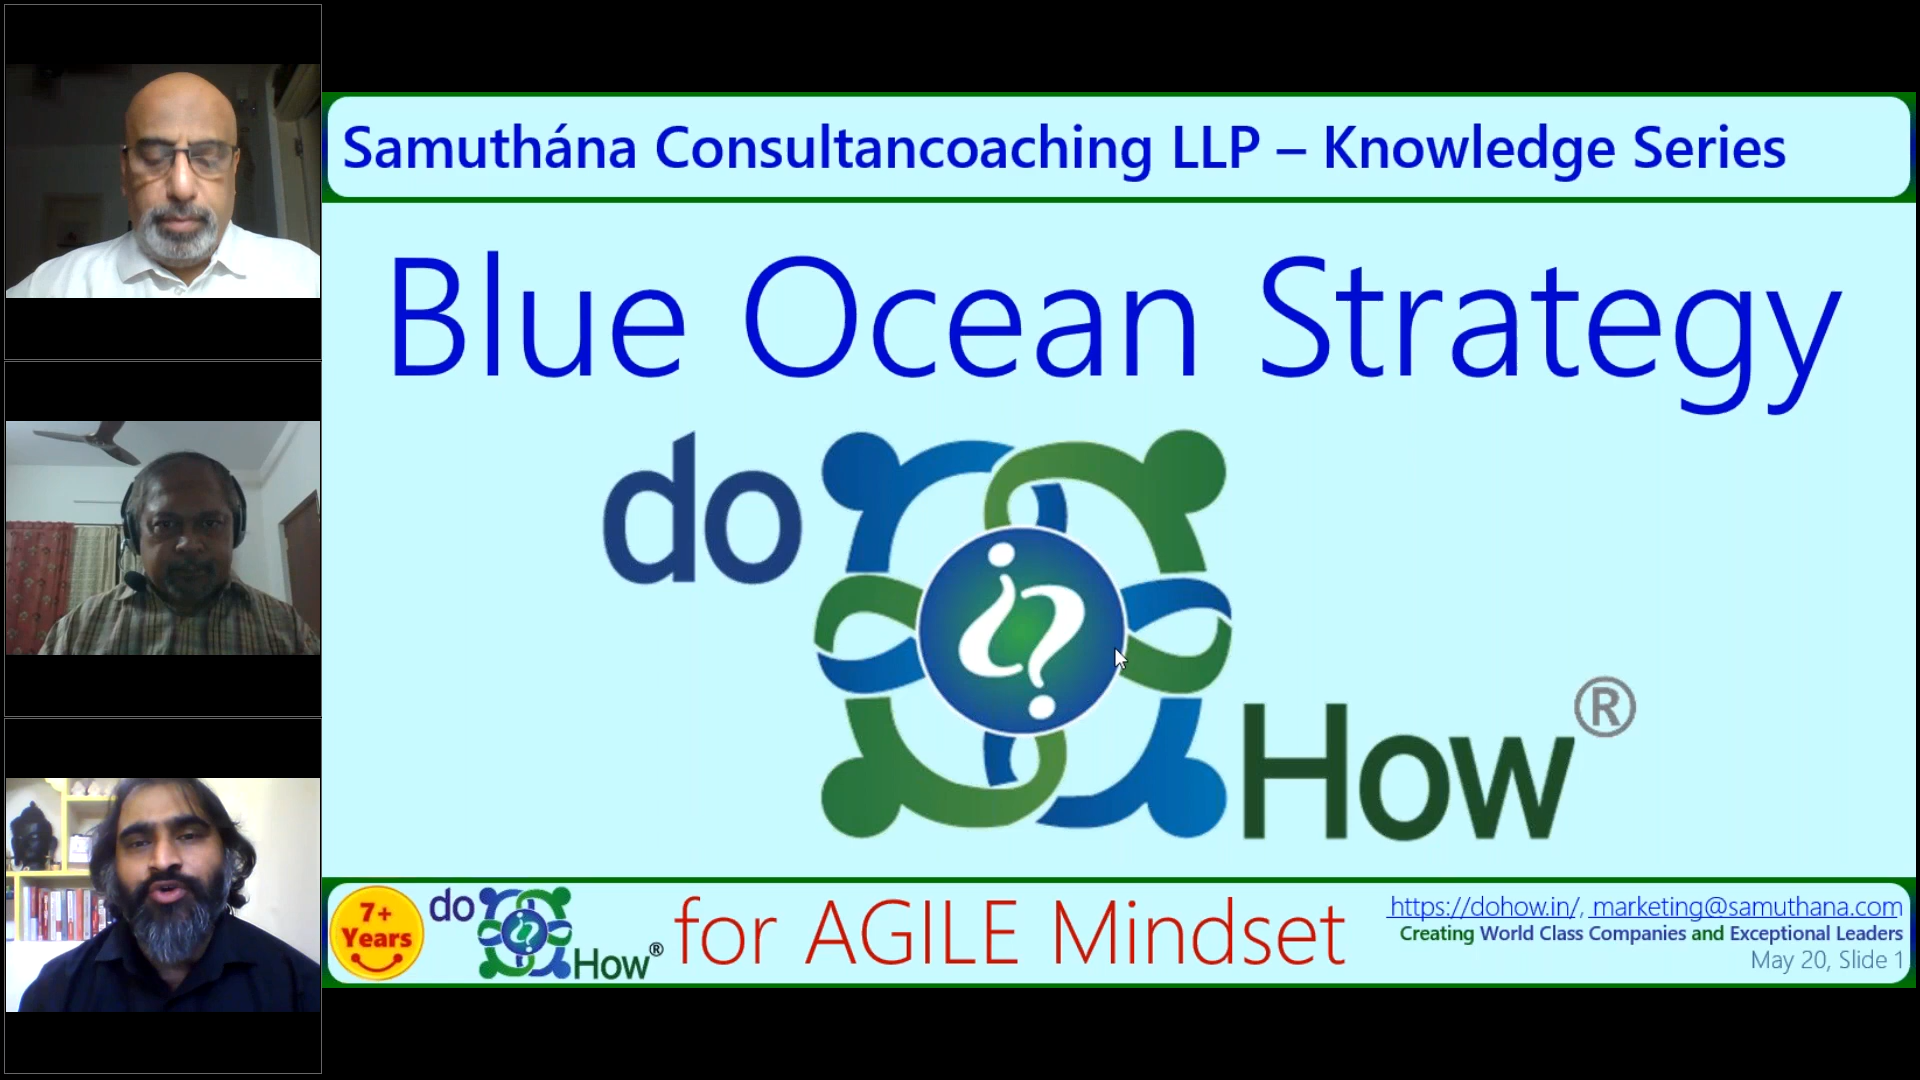 Samuthána Consultancoaching LLP – Knowledge Series
Blue Ocean Strategy
do
How®
7+
Years
do
How®
for AGILE Mindset
https://dohow.in/, marketing@samuthana.com
Creating World Class Companies and Exceptional Leaders
May 20, Slide 1